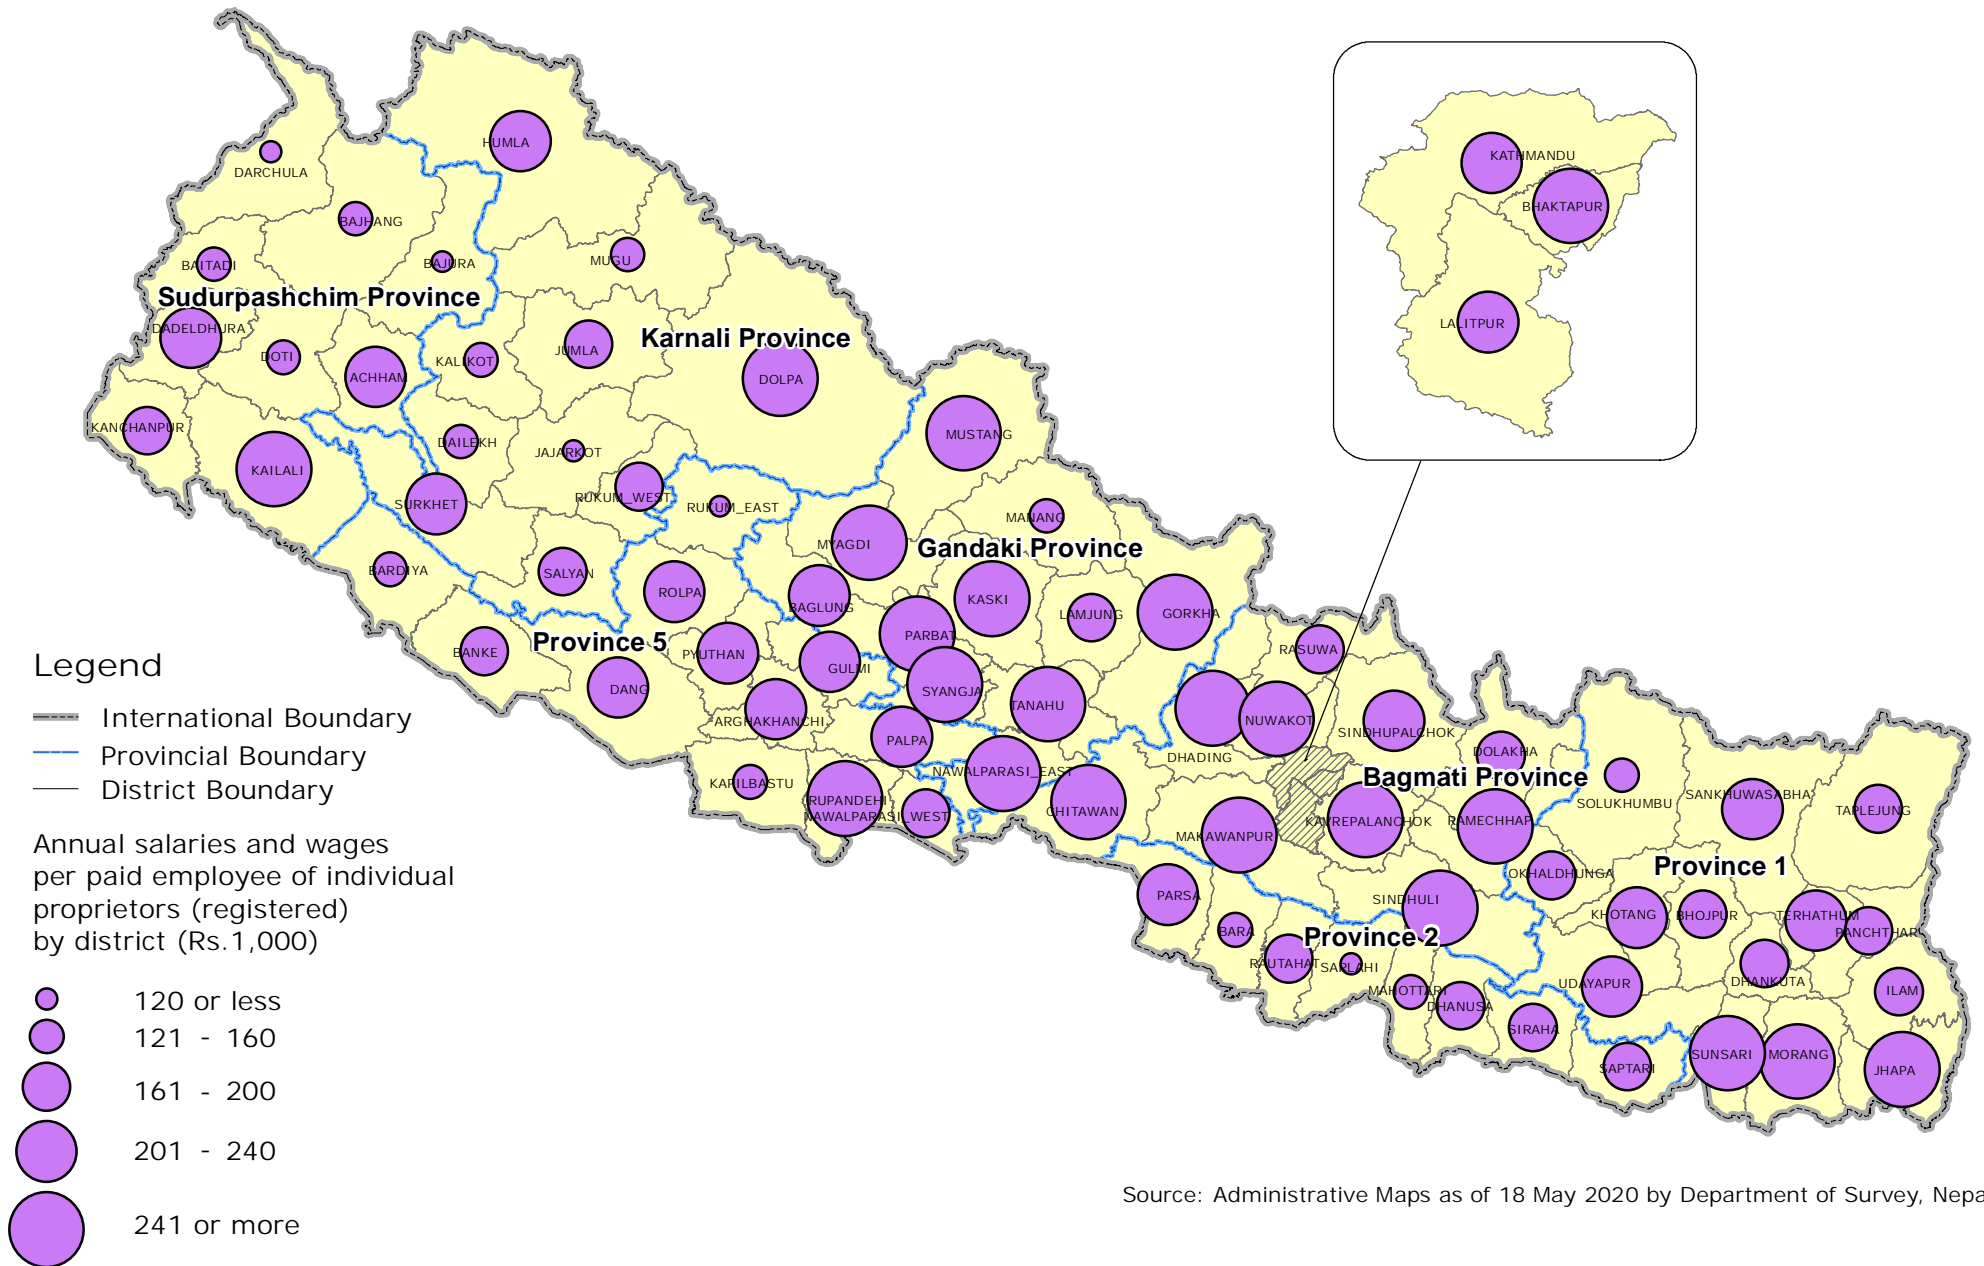 HUMLA
DARCHULA
BAJHANG
BAITADI
BAJURA
MUGU
Sudurpashchim Province
DADELDHURA
DOTI
ACHHAM
KALIKOT
JUMLA
Karnali Province
DOLPA
KANCHANPUR
KAILALI
DAILEKH
JAJARKOT
SURKHET
RUKUM_WEST
RUKUM_EAST
MUSTANG
MANANG
MYAGDI
Gandaki Province
BARDIYA
SALYAN
ROLPA
BAGLUNG
KASKI
LAMJUNG
GORKHA
PARBAT
BANKE
Province 5
PYUTHAN
GULMI
DANG
SYANGJA
TANAHU
ARGHAKHANCHI
PALPA
KAPILBASTU
RUPANDEHI
NAWALPARASI_WEST
NAWALPARASI_EAST
CHITAWAN
KATHMANDU
BHAKTAPUR
LALITPUR
RASUWA
NUWAKOT
DHADING
SINDHUPALCHOK
DOLAKHA
Bagmati Province
MAKAWANPUR
KAVREPALANCHOK
RAMECHHAP
SINDHULI
SOLUKHUMBU
SANKHUWASABHA
TAPLEJUNG
Province 1
OKHALDHUNGA
KHOTANG
BHOJPUR
TERHATHUM
PANCHTHAR
DHANKUTA
ILAM
UDAYAPUR
PARSA
BARA
Province 2
RAUTAHAT
SAPLAHI
MAHOTTARI
DHANUSA
SIRAHA
SAPTARI
SUNSARI
MORANG
JHAPA
Legend
International Boundary
Provincial Boundary
District Boundary
Annual salaries and wages
per paid employee of individual
proprietors (registered)
by district (Rs.1,000)
120 or less
121 - 160
161 - 200
201 - 240
241 or more
Source: Administrative Maps as of 18 May 2020 by Department of Survey, Nepa